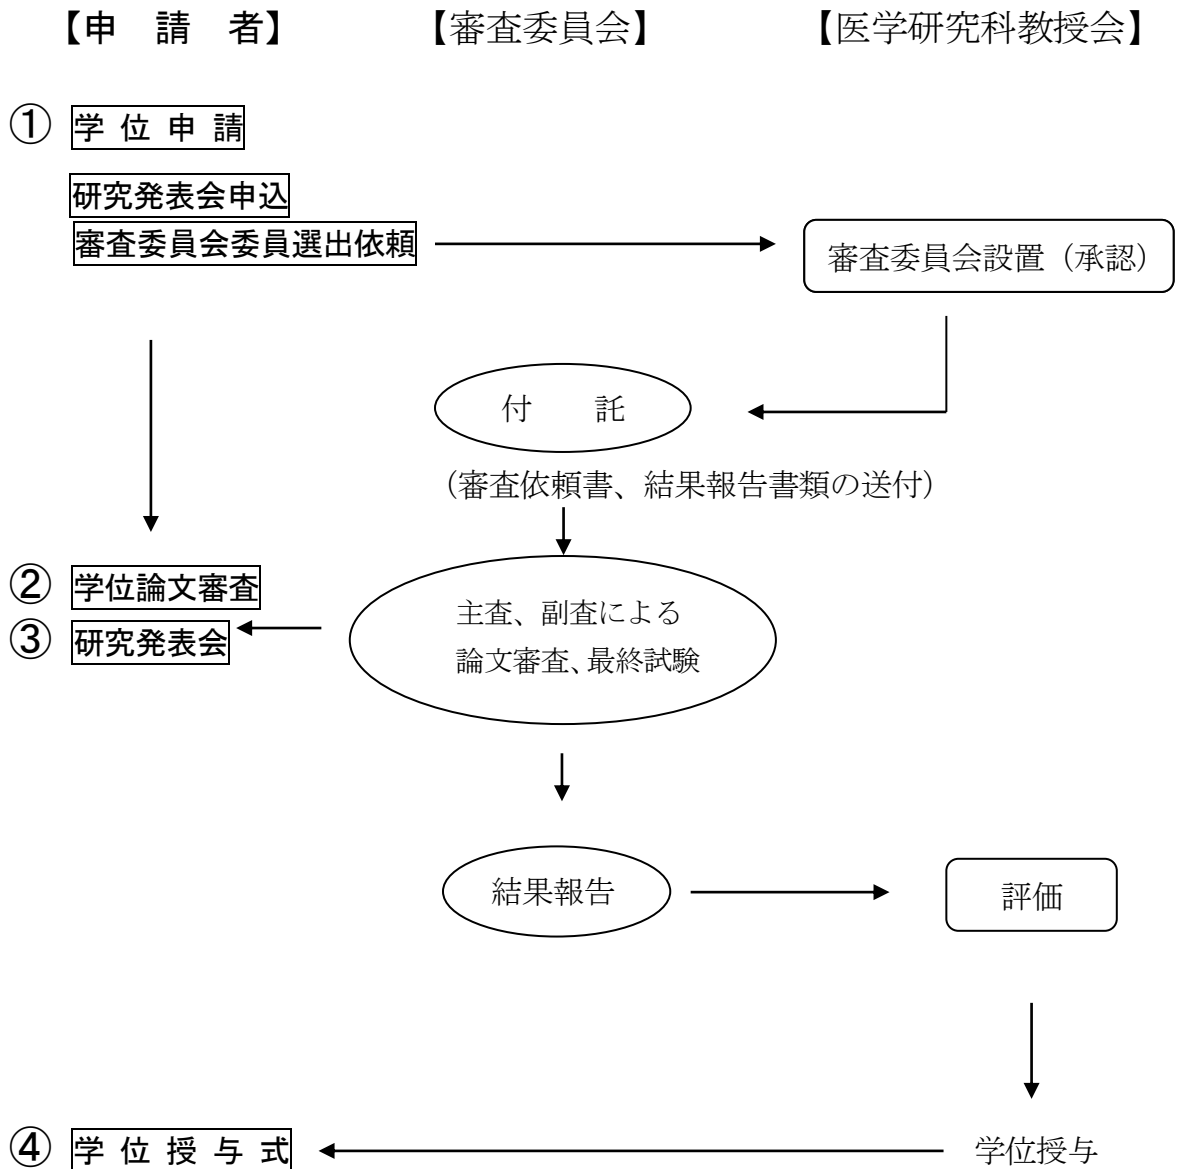 【申　請　者】　【審査委員会】　【医学研究科教授会】
① 学 位 申 請
研究発表会申込
審査委員会委員選出依頼
審査委員会設置（承認）
付　　託
（審査依頼書、結果報告書類の送付）
② 学位論文審査
③ 研究発表会
主査、副査による
論文審査、最終試験
結果報告
評価
④ 学 位 授 与 式
学位授与